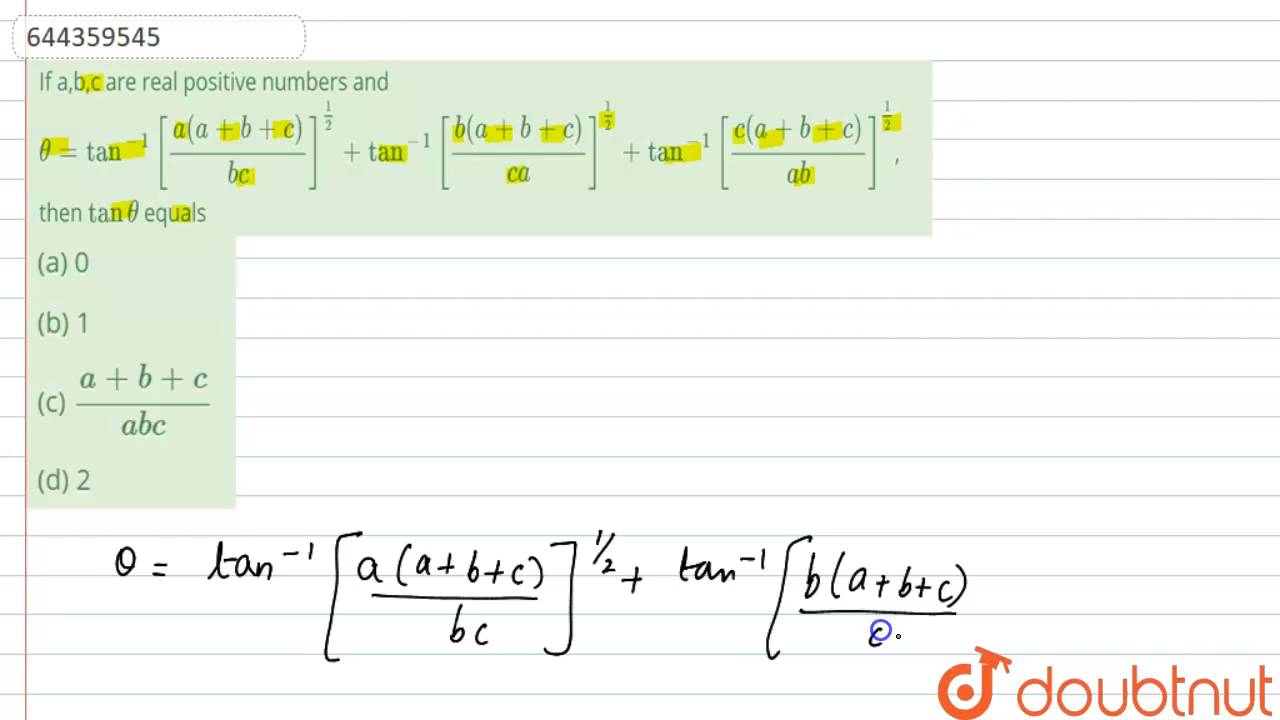 644359545
If a,b,c are real positive numbers and
θ = tan⁻¹ [a(a + b + c)/bc]^(1/2) + tan⁻¹ [b(a + b + c)/ca]^(1/2) + tan⁻¹ [c(a + b + c)/ab]^(1/2),
then tan θ equals
(a) 0
(b) 1
(c) (a + b + c)/abc
(d) 2
θ = tan⁻¹ [a(a+b+c)/bc]^(1/2) + tan⁻¹ [b(a+b+c)/c
doubtnut